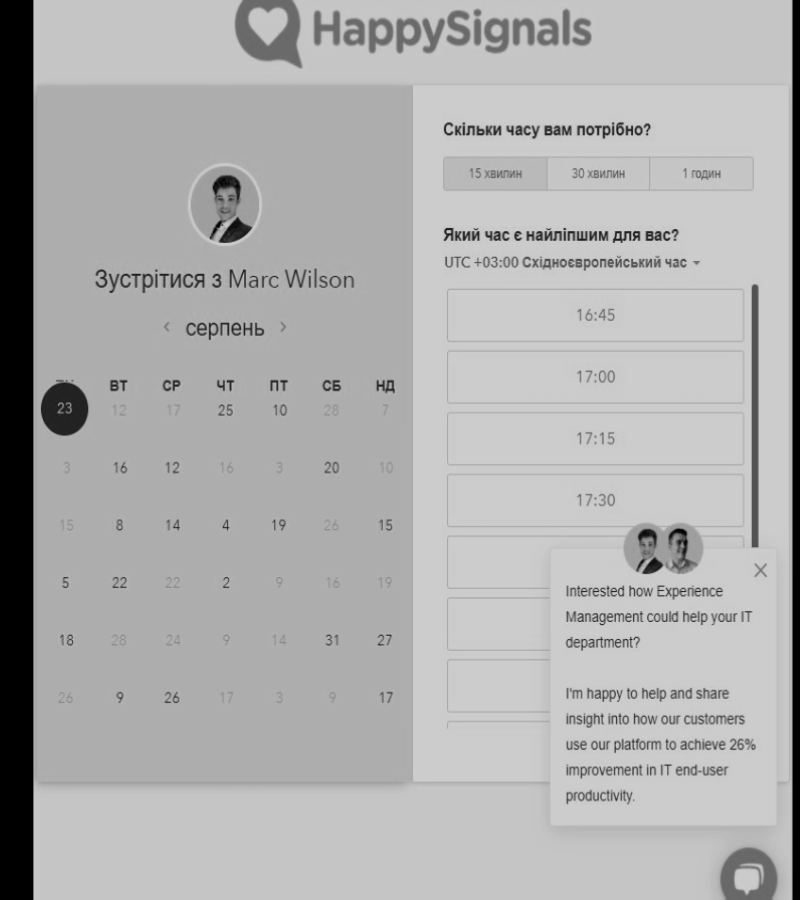 HappySignals
Зустрітися з Marc Wilson
серпень
ВТ СР ЧТ ПТ СБ НД
23 12 17 25 10 28 7
3 16 12 16 3 20 10
15 8 14 4 19 26 15
5 22 22 2 9 16 19
18 28 24 9 14 31 27
26 9 26 17 3 9 17
Скільки часу вам потрібно?
15 хвилин 30 хвилин 1 годин
Який час є найліпшим для вас?
UTC +03:00 Східноєвропейський час
16:45
17:00
17:15
17:30
Interested how Experience
Management could help your IT
department?
I'm happy to help and share
insight into how our customers
use our platform to achieve 26%
improvement in IT end-user
productivity.